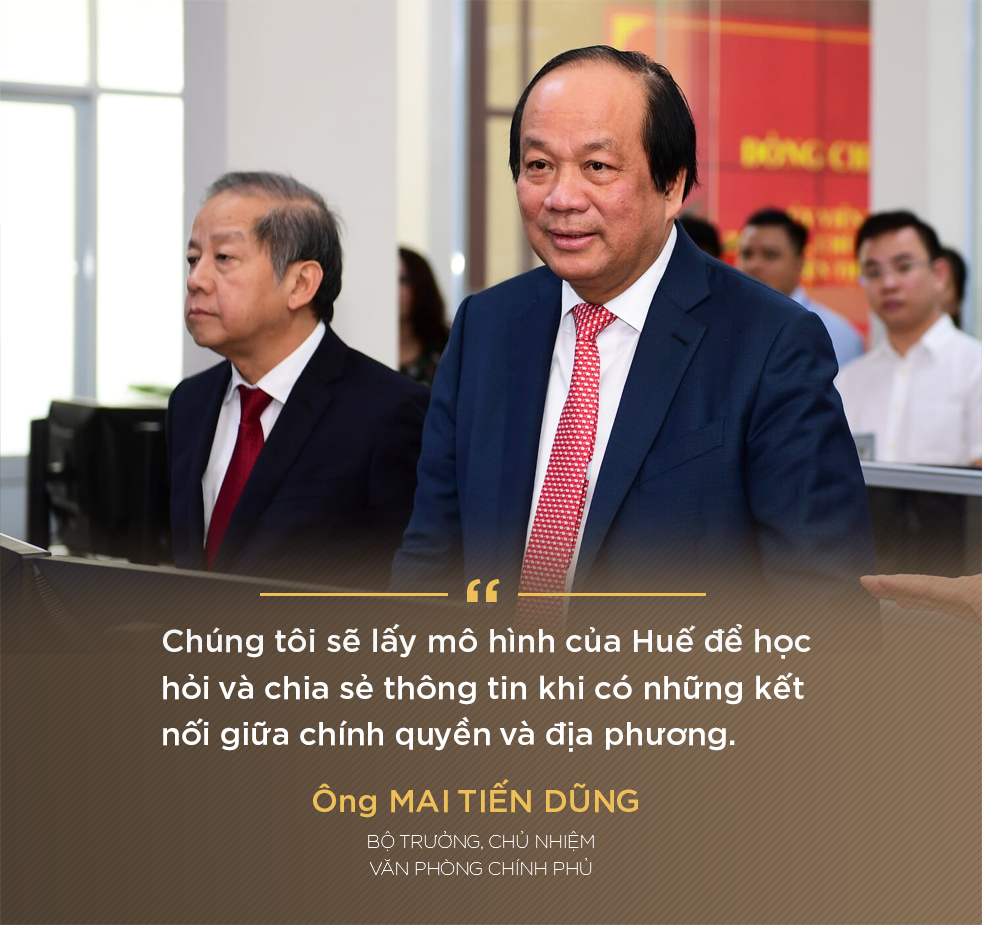 ĐỒNG CH
“
Chúng tôi sẽ lấy mô hình của Huế để học
hỏi và chia sẻ thông tin khi có những kết
nối giữa chính quyền và địa phương.
Ông MAI TIẾN DŨNG
BỘ TRƯỞNG, CHỦ NHIỆM
VĂN PHÒNG CHÍNH PHỦ